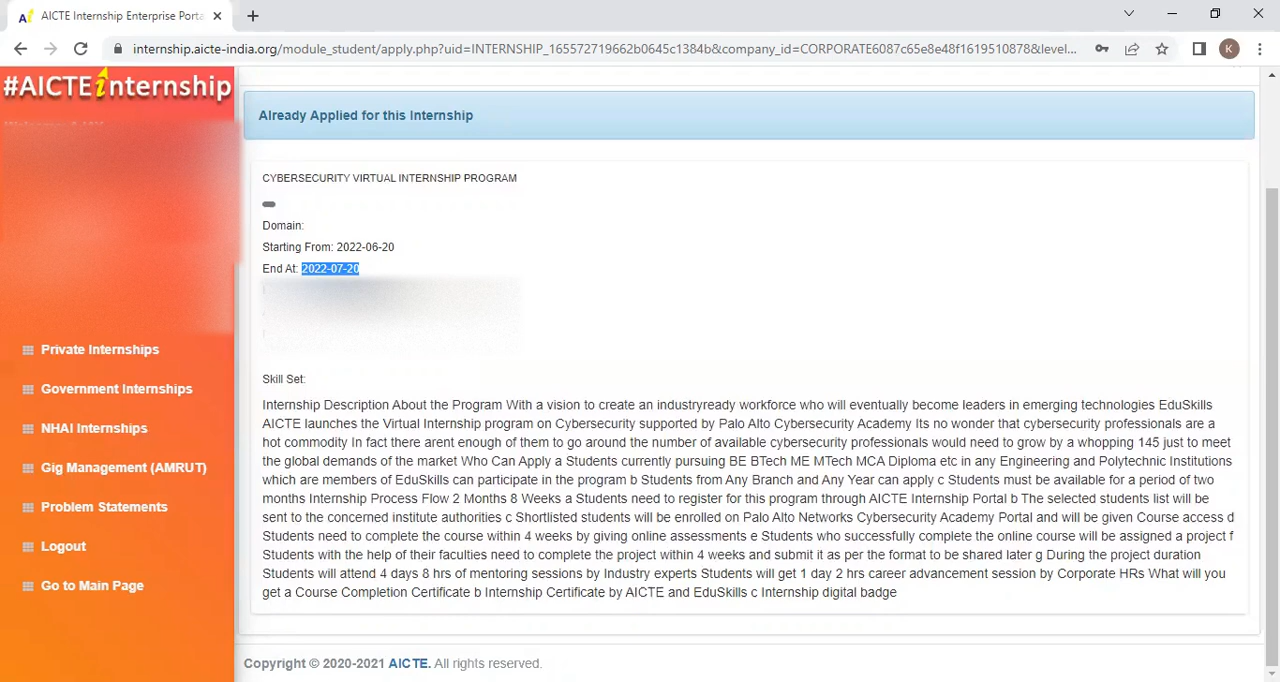 AICTE Internship Enterprise Porta
internship.aicte-india.org/module_student/apply.php?uid=INTERNSHIP_165572719662b0645c1384b&company_id=CORPORATE6087c65e8e48f1619510878&level...
K
#AICTEinternship
Already Applied for this Internship
CYBERSECURITY VIRTUAL INTERNSHIP PROGRAM
Domain:
Starting From: 2022-06-20
End At: 2022-07-20
Private Internships
Government Internships
NHAI Internships
Gig Management (AMRUT)
Problem Statements
Logout
Go to Main Page
Skill Set:
Internship Description About the Program With a vision to create an industryready workforce who will eventually become leaders in emerging technologies EduSkills
AICTE launches the Virtual Internship program on Cybersecurity supported by Palo Alto Cybersecurity Academy Its no wonder that cybersecurity professionals are a
hot commodity In fact there arent enough of them to go around the number of available cybersecurity professionals would need to grow by a whopping 145 just to meet
the global demands of the market Who Can Apply a Students currently pursuing BE BTech ME MTech MCA Diploma etc in any Engineering and Polytechnic Institutions
which are members of EduSkills can participate in the program b Students from Any Branch and Any Year can apply c Students must be available for a period of two
months Internship Process Flow 2 Months 8 Weeks a Students need to register for this program through AICTE Internship Portal b The selected students list will be
sent to the concerned institute authorities c Shortlisted students will be enrolled on Palo Alto Networks Cybersecurity Academy Portal and will be given Course access d
Students need to complete the course within 4 weeks by giving online assessments e Students who successfully complete the online course will be assigned a project f
Students with the help of their faculties need to complete the project within 4 weeks and submit it as per the format to be shared later g During the project duration
Students will attend 4 days 8 hrs of mentoring sessions by Industry experts Students will get 1 day 2 hrs career advancement session by Corporate HRs What will you
get a Course Completion Certificate b Internship Certificate by AICTE and EduSkills c Internship digital badge
Copyright © 2020-2021 AICTE. All rights reserved.